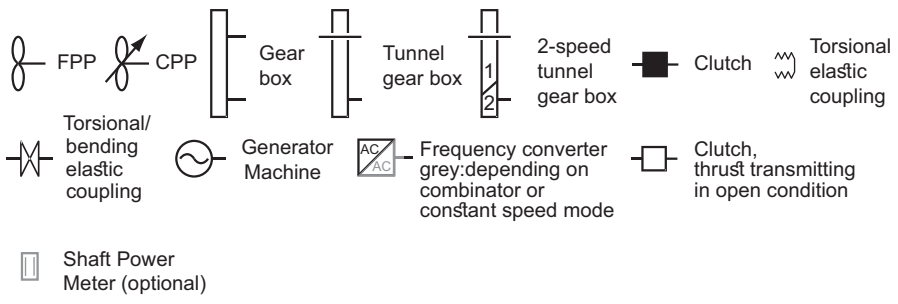 FPP
CPP
Gear
box
Tunnel
gear box
1
2
2-speed
tunnel
gear box
Clutch
Torsional
elastic
coupling
Torsional/
bending
elastic
coupling
Generator
Machine
AC
AC
Frequency converter
grey:depending on
combinator or
constant speed mode
Clutch,
thrust transmitting
in open condition
Shaft Power
Meter (optional)